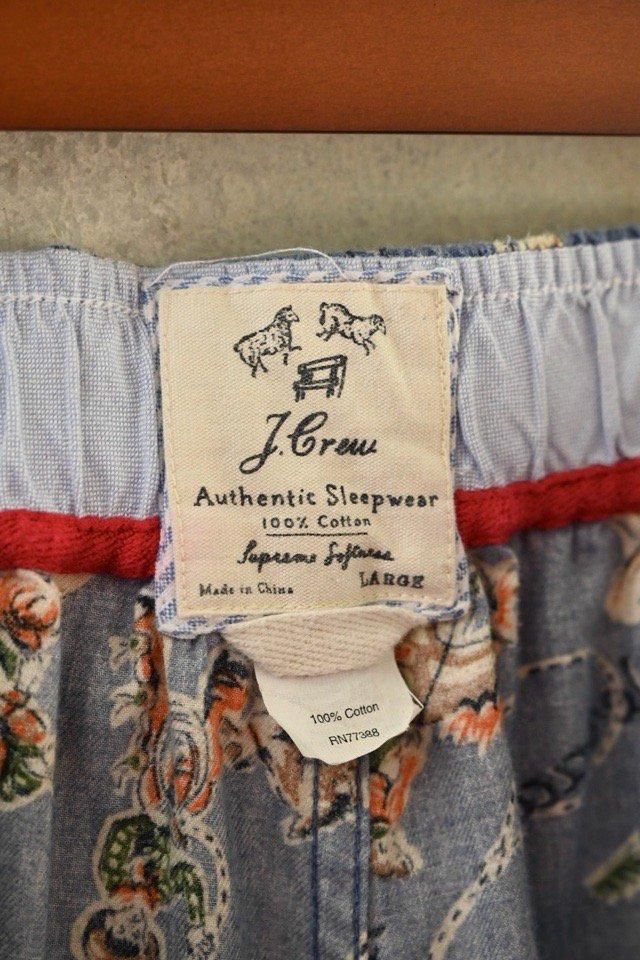 J.Crew
Authentic Sleepwear
100% Cotton
Supreme Softness
Made in China
LARGE
100% Cotton
RN77388